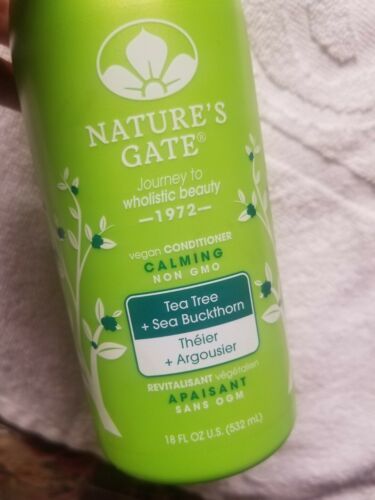 NATURE'S
GATE®
Journey to
wholistic beauty
—1972—
vegan CONDITIONER
CALMING
NON GMO
Tea Tree
+ Sea Buckthorn
Théier
+ Argousier
REVITALISANT végétalien
APAISANT
SANS OGM
18 FL OZ U.S. (532 mL)